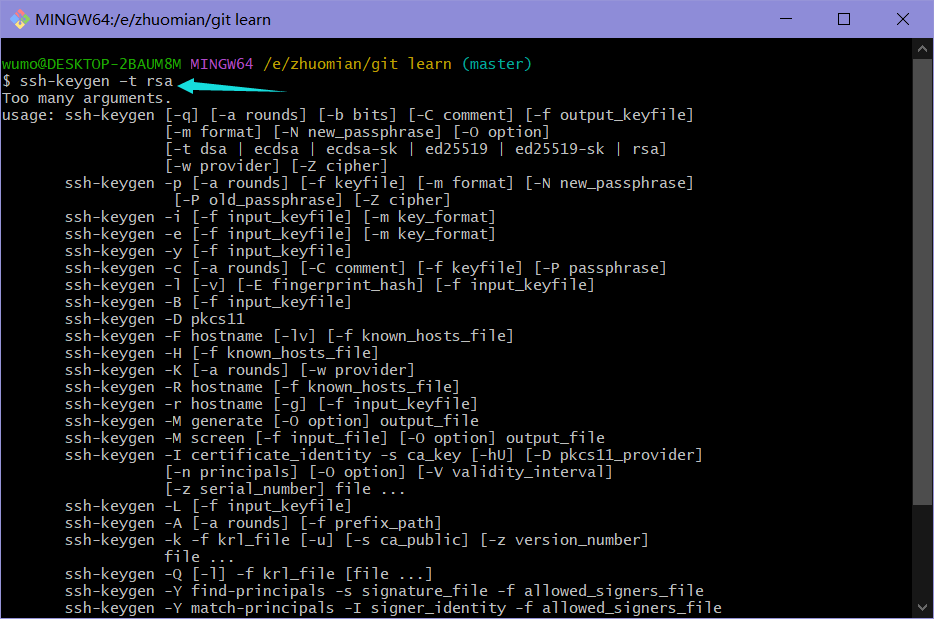 MINGW64:/e/zhuomian/git learn
wumo@DESKTOP-2BAUM8M MINGW64 /e/zhuomian/git learn (master)
$ ssh-keygen –t rsa
Too many arguments.
usage: ssh-keygen [-q] [-a rounds] [-b bits] [-C comment] [-f output_keyfile]
[-m format] [-N new_passphrase] [-O option]
[-t dsa | ecdsa | ecdsa-sk | ed25519 | ed25519-sk | rsa]
[-w provider] [-Z cipher]
ssh-keygen -p [-a rounds] [-f keyfile] [-m format] [-N new_passphrase]
[-P old_passphrase] [-Z cipher]
ssh-keygen -i [-f input_keyfile] [-m key_format]
ssh-keygen -e [-f input_keyfile] [-m key_format]
ssh-keygen -y [-f input_keyfile]
ssh-keygen -c [-a rounds] [-C comment] [-f keyfile] [-P passphrase]
ssh-keygen -l [-v] [-E fingerprint_hash] [-f input_keyfile]
ssh-keygen -B [-f input_keyfile]
ssh-keygen -D pkcs11
ssh-keygen -F hostname [-lv] [-f known_hosts_file]
ssh-keygen -H [-f known_hosts_file]
ssh-keygen -K [-a rounds] [-w provider]
ssh-keygen -R hostname [-f known_hosts_file]
ssh-keygen -r hostname [-g] [-f input_keyfile]
ssh-keygen -M generate [-O option] output_file
ssh-keygen -M screen [-f input_file] [-O option] output_file
ssh-keygen -I certificate_identity -s ca_key [-hU] [-D pkcs11_provider]
[-n principals] [-O option] [-V validity_interval]
[-z serial_number] file ...
ssh-keygen -L [-f input_keyfile]
ssh-keygen -A [-a rounds] [-f prefix_path]
ssh-keygen -k -f krl_file [-u] [-s ca_public] [-z version_number]
file ...
ssh-keygen -Q [-l] -f krl_file [file ...]
ssh-keygen -Y find-principals -s signature_file -f allowed_signers_file
ssh-keygen -Y match-principals -I signer_identity -f allowed_signers_file